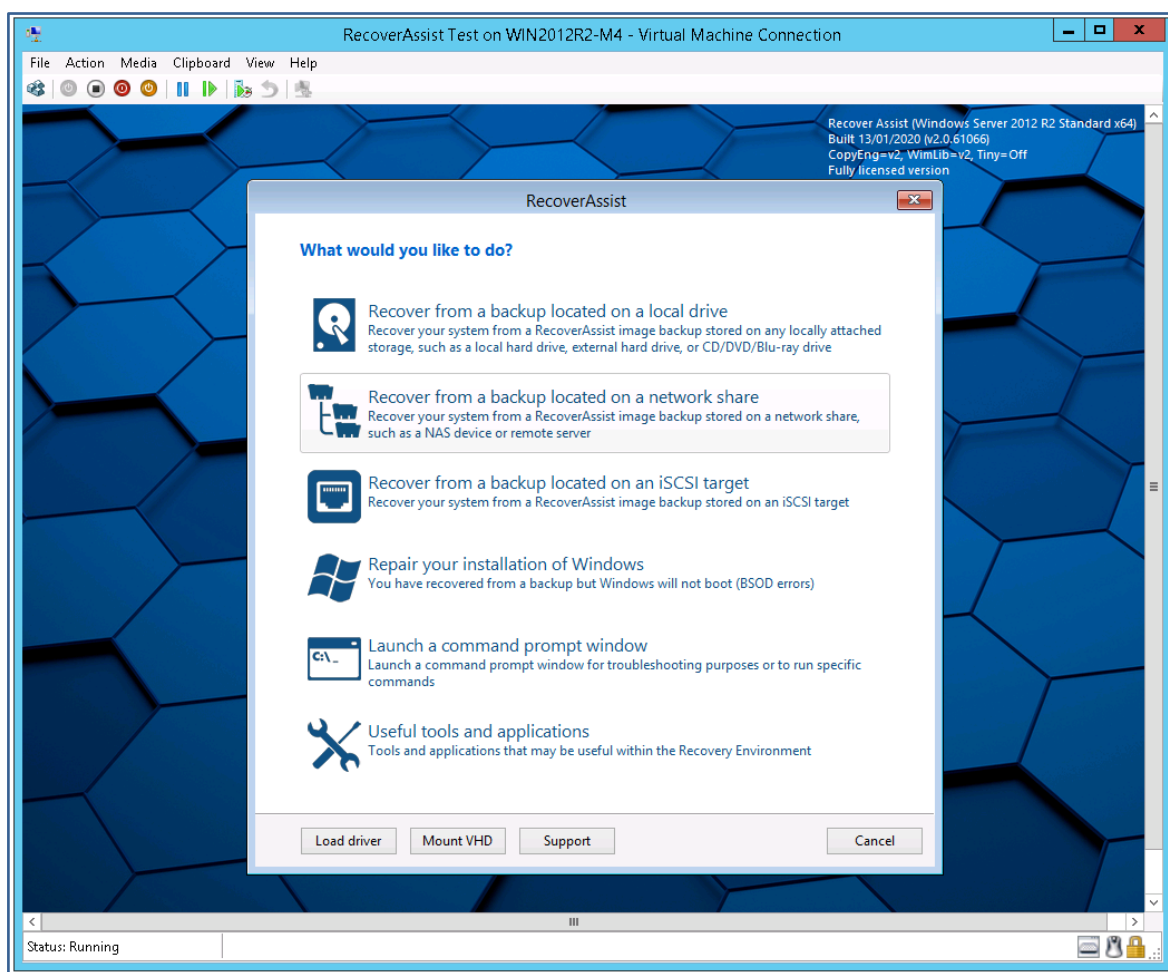 RecoverAssist Test on WIN2012R2-M4 - Virtual Machine Connection
File Action Media Clipboard View Help
Recover Assist (Windows Server 2012 R2 Standard x64)
Built 13/01/2020 (v2.0.61066)
CopyEng=v2, WimLib=v2, Tiny=Off
Fully licensed version
RecoverAssist
What would you like to do?
Recover from a backup located on a local drive
Recover your system from a RecoverAssist image backup stored on any locally attached
storage, such as a local hard drive, external hard drive, or CD/DVD/Blu-ray drive
Recover from a backup located on a network share
Recover your system from a RecoverAssist image backup stored on a network share,
such as a NAS device or remote server
Recover from a backup located on an iSCSI target
Recover your system from a RecoverAssist image backup stored on an iSCSI target
Repair your installation of Windows
You have recovered from a backup but Windows will not boot (BSOD errors)
C:\_
Launch a command prompt window
Launch a command prompt window for troubleshooting purposes or to run specific
commands
Useful tools and applications
Tools and applications that may be useful within the Recovery Environment
Load driver Mount VHD Support Cancel
Status: Running